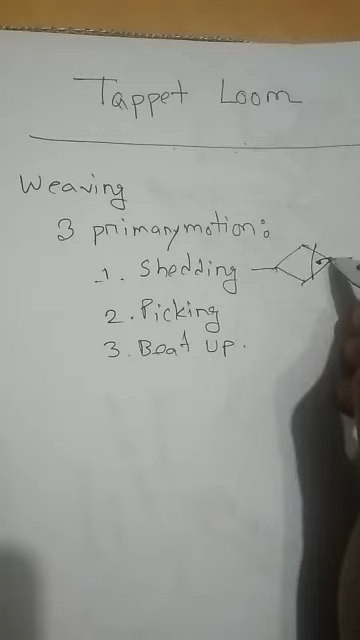 Tappet Loom
Weaving
3 primarymotion:
1. Shedding
2. Picking
3. Beat Up.